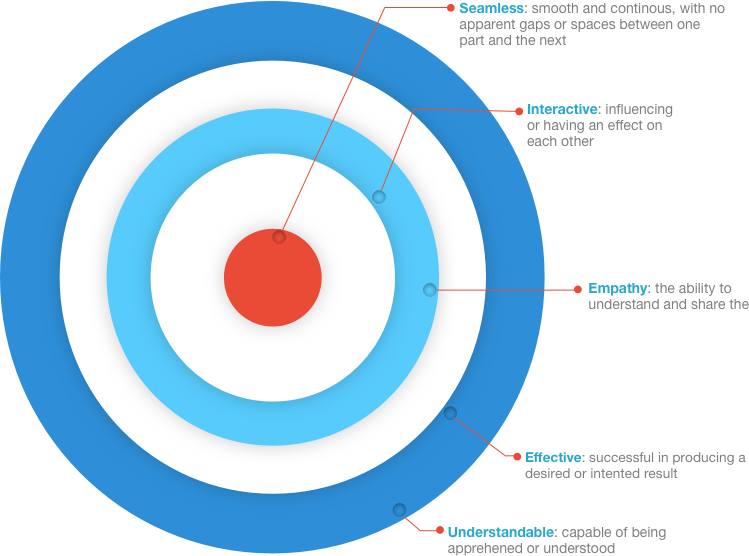 Seamless: smooth and continous, with no
apparent gaps or spaces between one
part and the next
Interactive: influencing
or having an effect on
each other
Empathy: the ability to
understand and share the
Effective: successful in producing a
desired or intented result
Understandable: capable of being
apprehened or understood